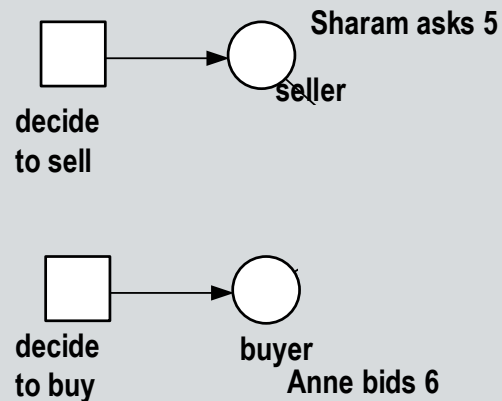 Sharam asks 5
seller
decide
to sell
decide
to buy
buyer
Anne bids 6